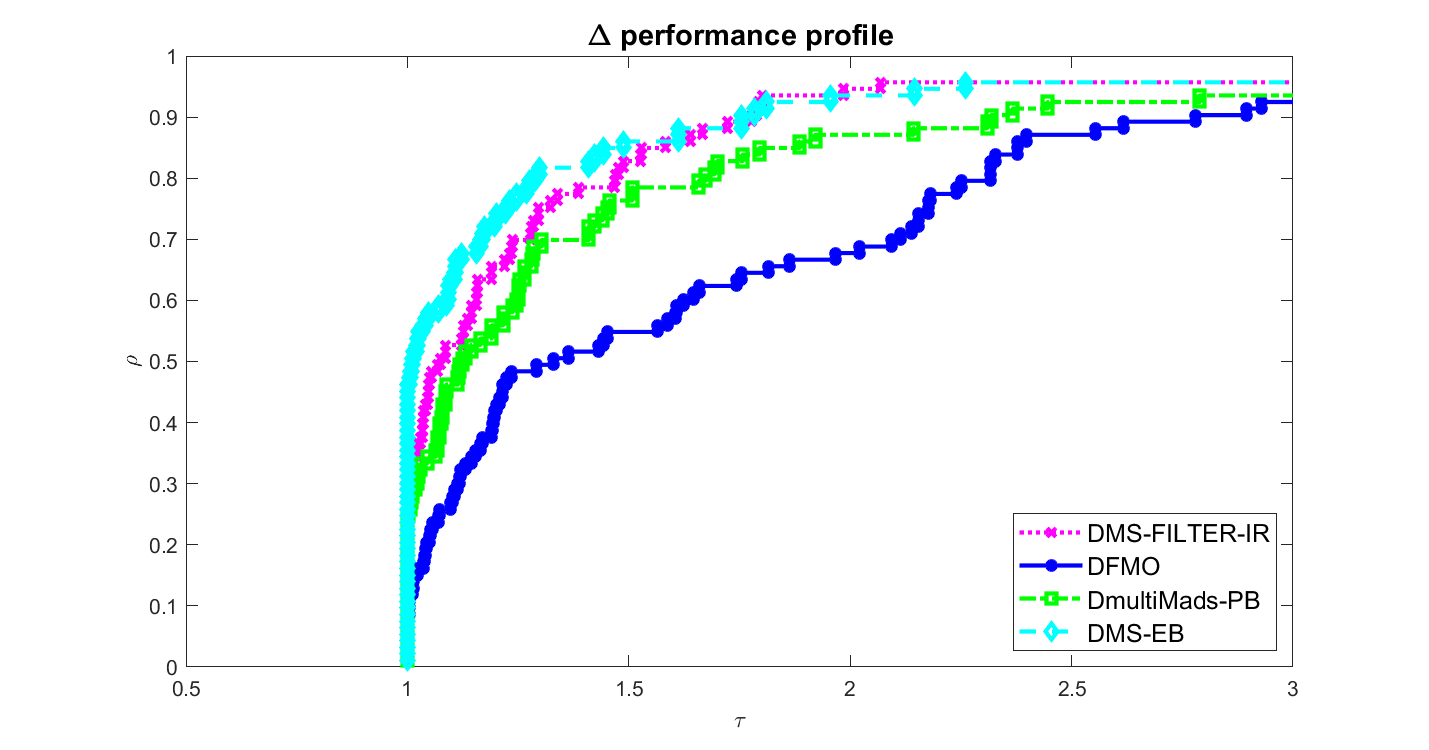 Δ performance profile
1
0.9
0.8
0.7
0.6
0.5
0.4
0.3
0.2
0.1
0
ρ
0.5 1 1.5 2 2.5 3
τ
DMS-FILTER-IR
DFMO
DmultiMads-PB
DMS-EB